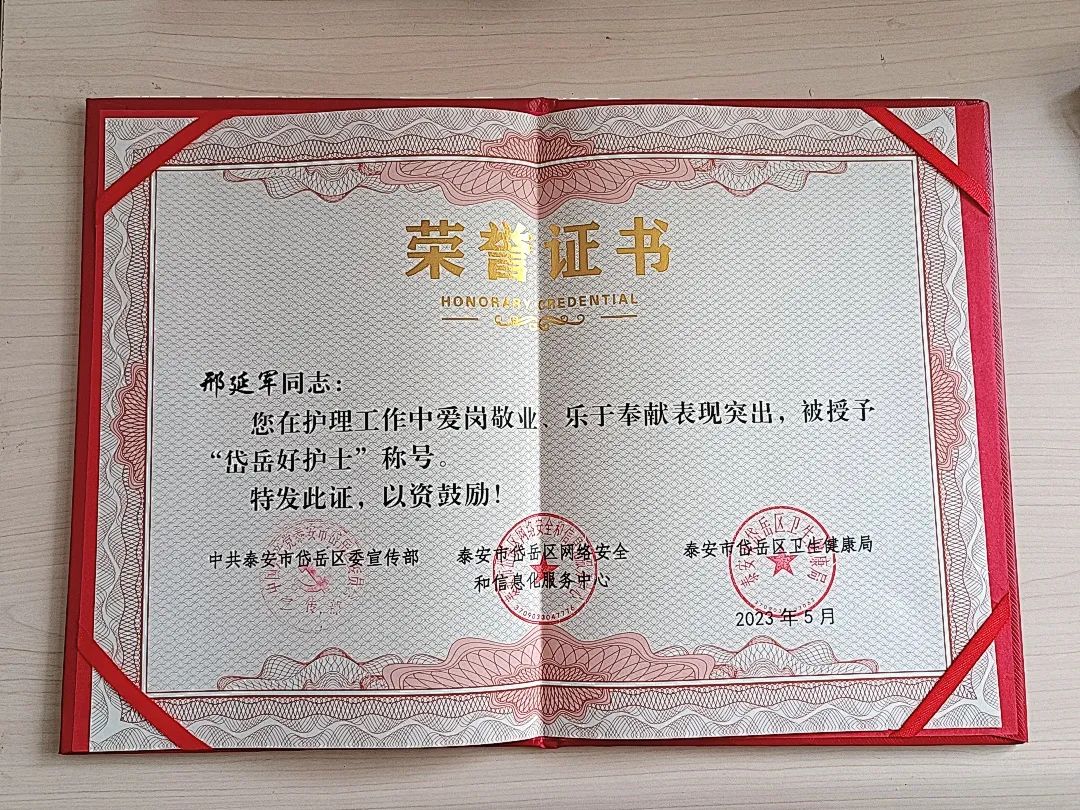 荣誉证书
HONORARY CREDENTIAL
邢延军同志：
您在护理工作中爱岗敬业、乐于奉献表现突出，被授予
“岱岳好护士”称号。
特发此证，以资鼓励！
中共泰安市岱岳区委宣传部
泰安市岱岳区网络安全
和信息化服务中心
泰安市岱岳区卫生健康局
2023年5月